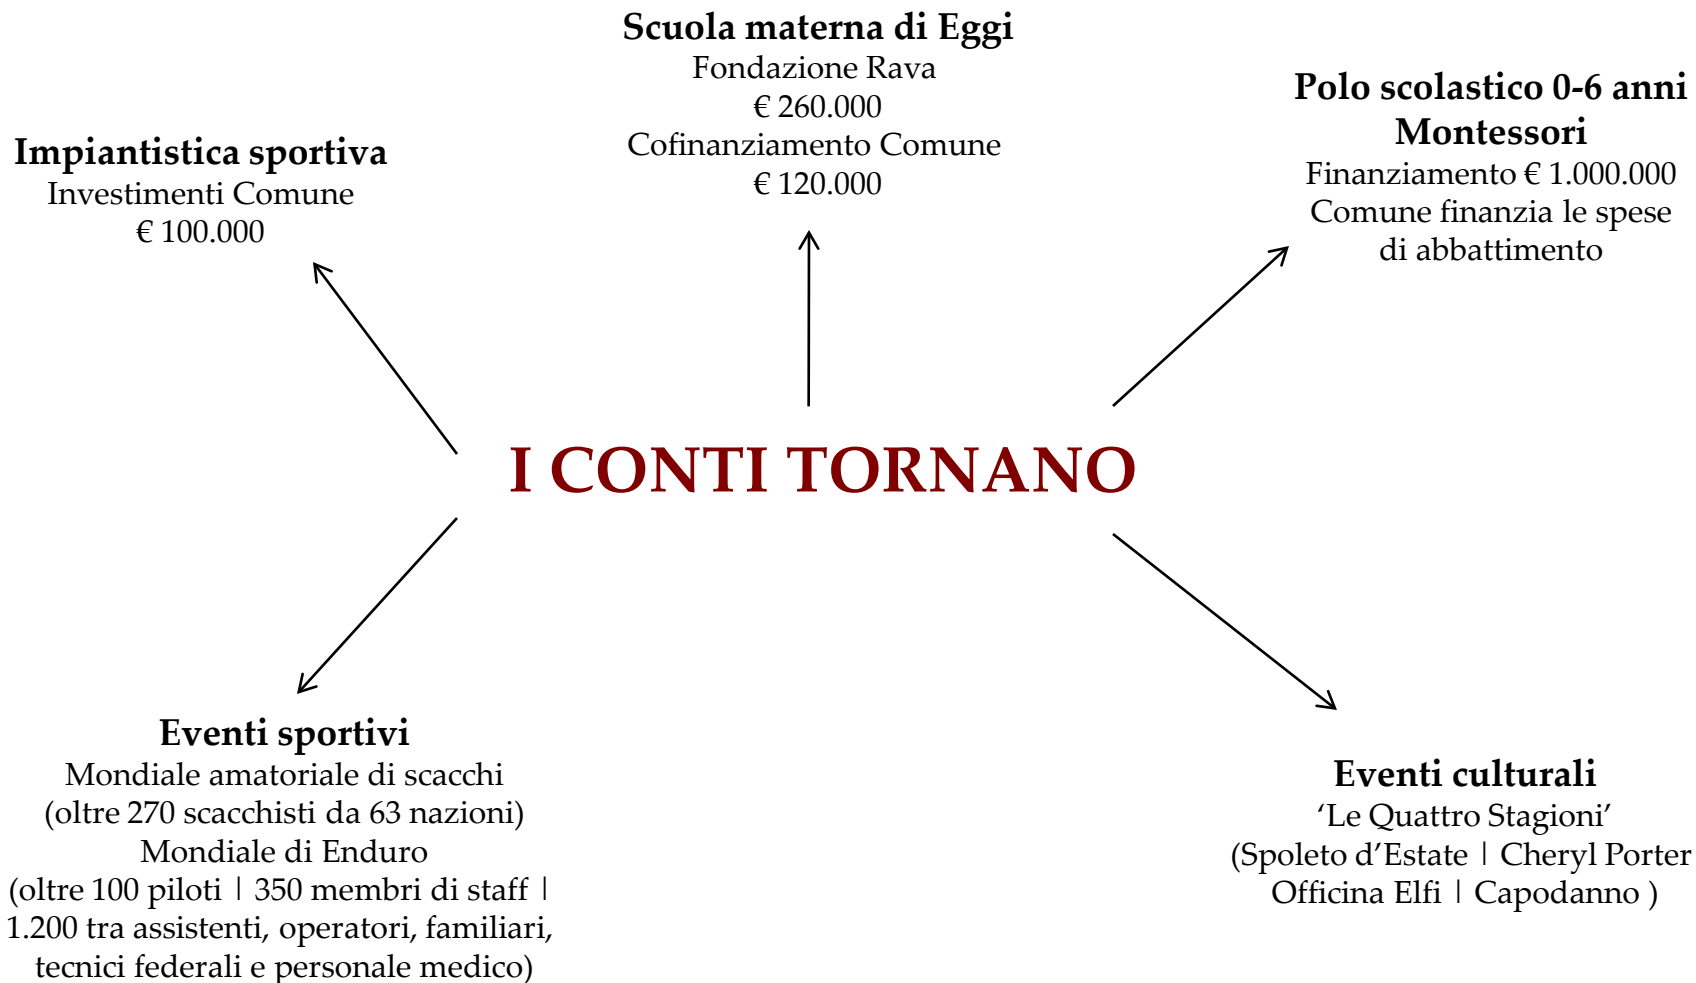 Scuola materna di Eggi
Fondazione Rava
€ 260.000
Cofinanziamento Comune
€ 120.000
Polo scolastico 0-6 anni
Montessori
Finanziamento € 1.000.000
Comune finanzia le spese
di abbattimento
Impiantistica sportiva
Investimenti Comune
€ 100.000
I CONTI TORNANO
Eventi sportivi
Mondiale amatoriale di scacchi
(oltre 270 scacchisti da 63 nazioni)
Mondiale di Enduro
(oltre 100 piloti | 350 membri di staff |
1.200 tra assistenti, operatori, familiari,
tecnici federali e personale medico)
Eventi culturali
‘Le Quattro Stagioni’
(Spoleto d’Estate | Cheryl Porter
Officina Elfi | Capodanno )